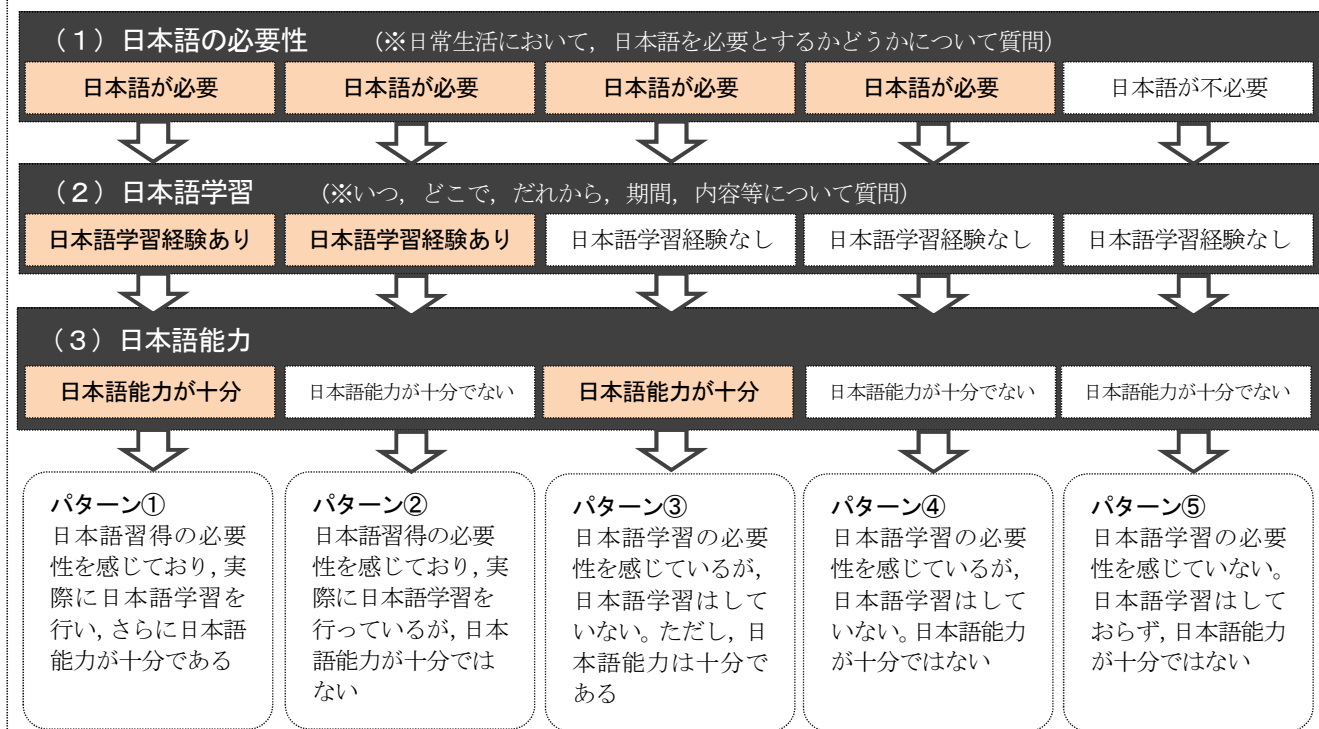 （１）日本語の必要性　（※日常生活において，日本語を必要とするかどうかについて質問）
日本語が必要　日本語が必要　日本語が必要　日本語が必要　日本語が不必要
（２）日本語学習　（※いつ，どこで，だれから，期間，内容等について質問）
日本語学習経験あり　日本語学習経験あり　日本語学習経験なし　日本語学習経験なし　日本語学習経験なし
（３）日本語能力
日本語能力が十分　日本語能力が十分でない　日本語能力が十分　日本語能力が十分でない　日本語能力が十分でない
パターン①
日本語習得の必要
性を感じており，実
際に日本語学習を
行い，さらに日本語
能力が十分である
パターン②
日本語習得の必要
性を感じており，実
際に日本語学習を
行っているが，日本
語能力が十分では
ない
パターン③
日本語学習の必要
性を感じているが，
日本語学習はして
いない。ただし，日
本語能力は十分で
ある
パターン④
日本語学習の必要
性を感じているが，
日本語学習はして
いない。日本語能力
が十分ではない
パターン⑤
日本語学習の必要
性を感じていない。
日本語学習はして
おらず，日本語能力
が十分ではない